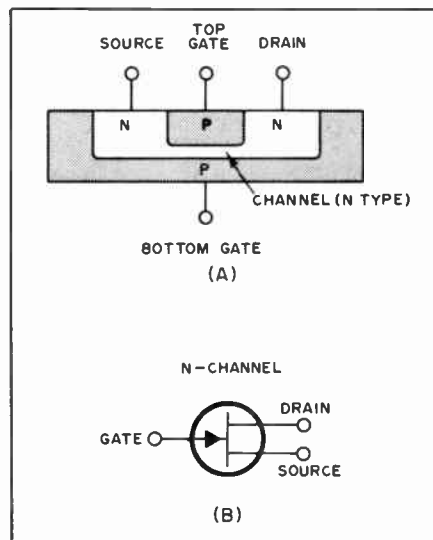 SOURCE TOP GATE DRAIN
N P N
P
CHANNEL (N TYPE)
BOTTOM GATE
(A)
N-CHANNEL
DRAIN
GATE
SOURCE
(B)